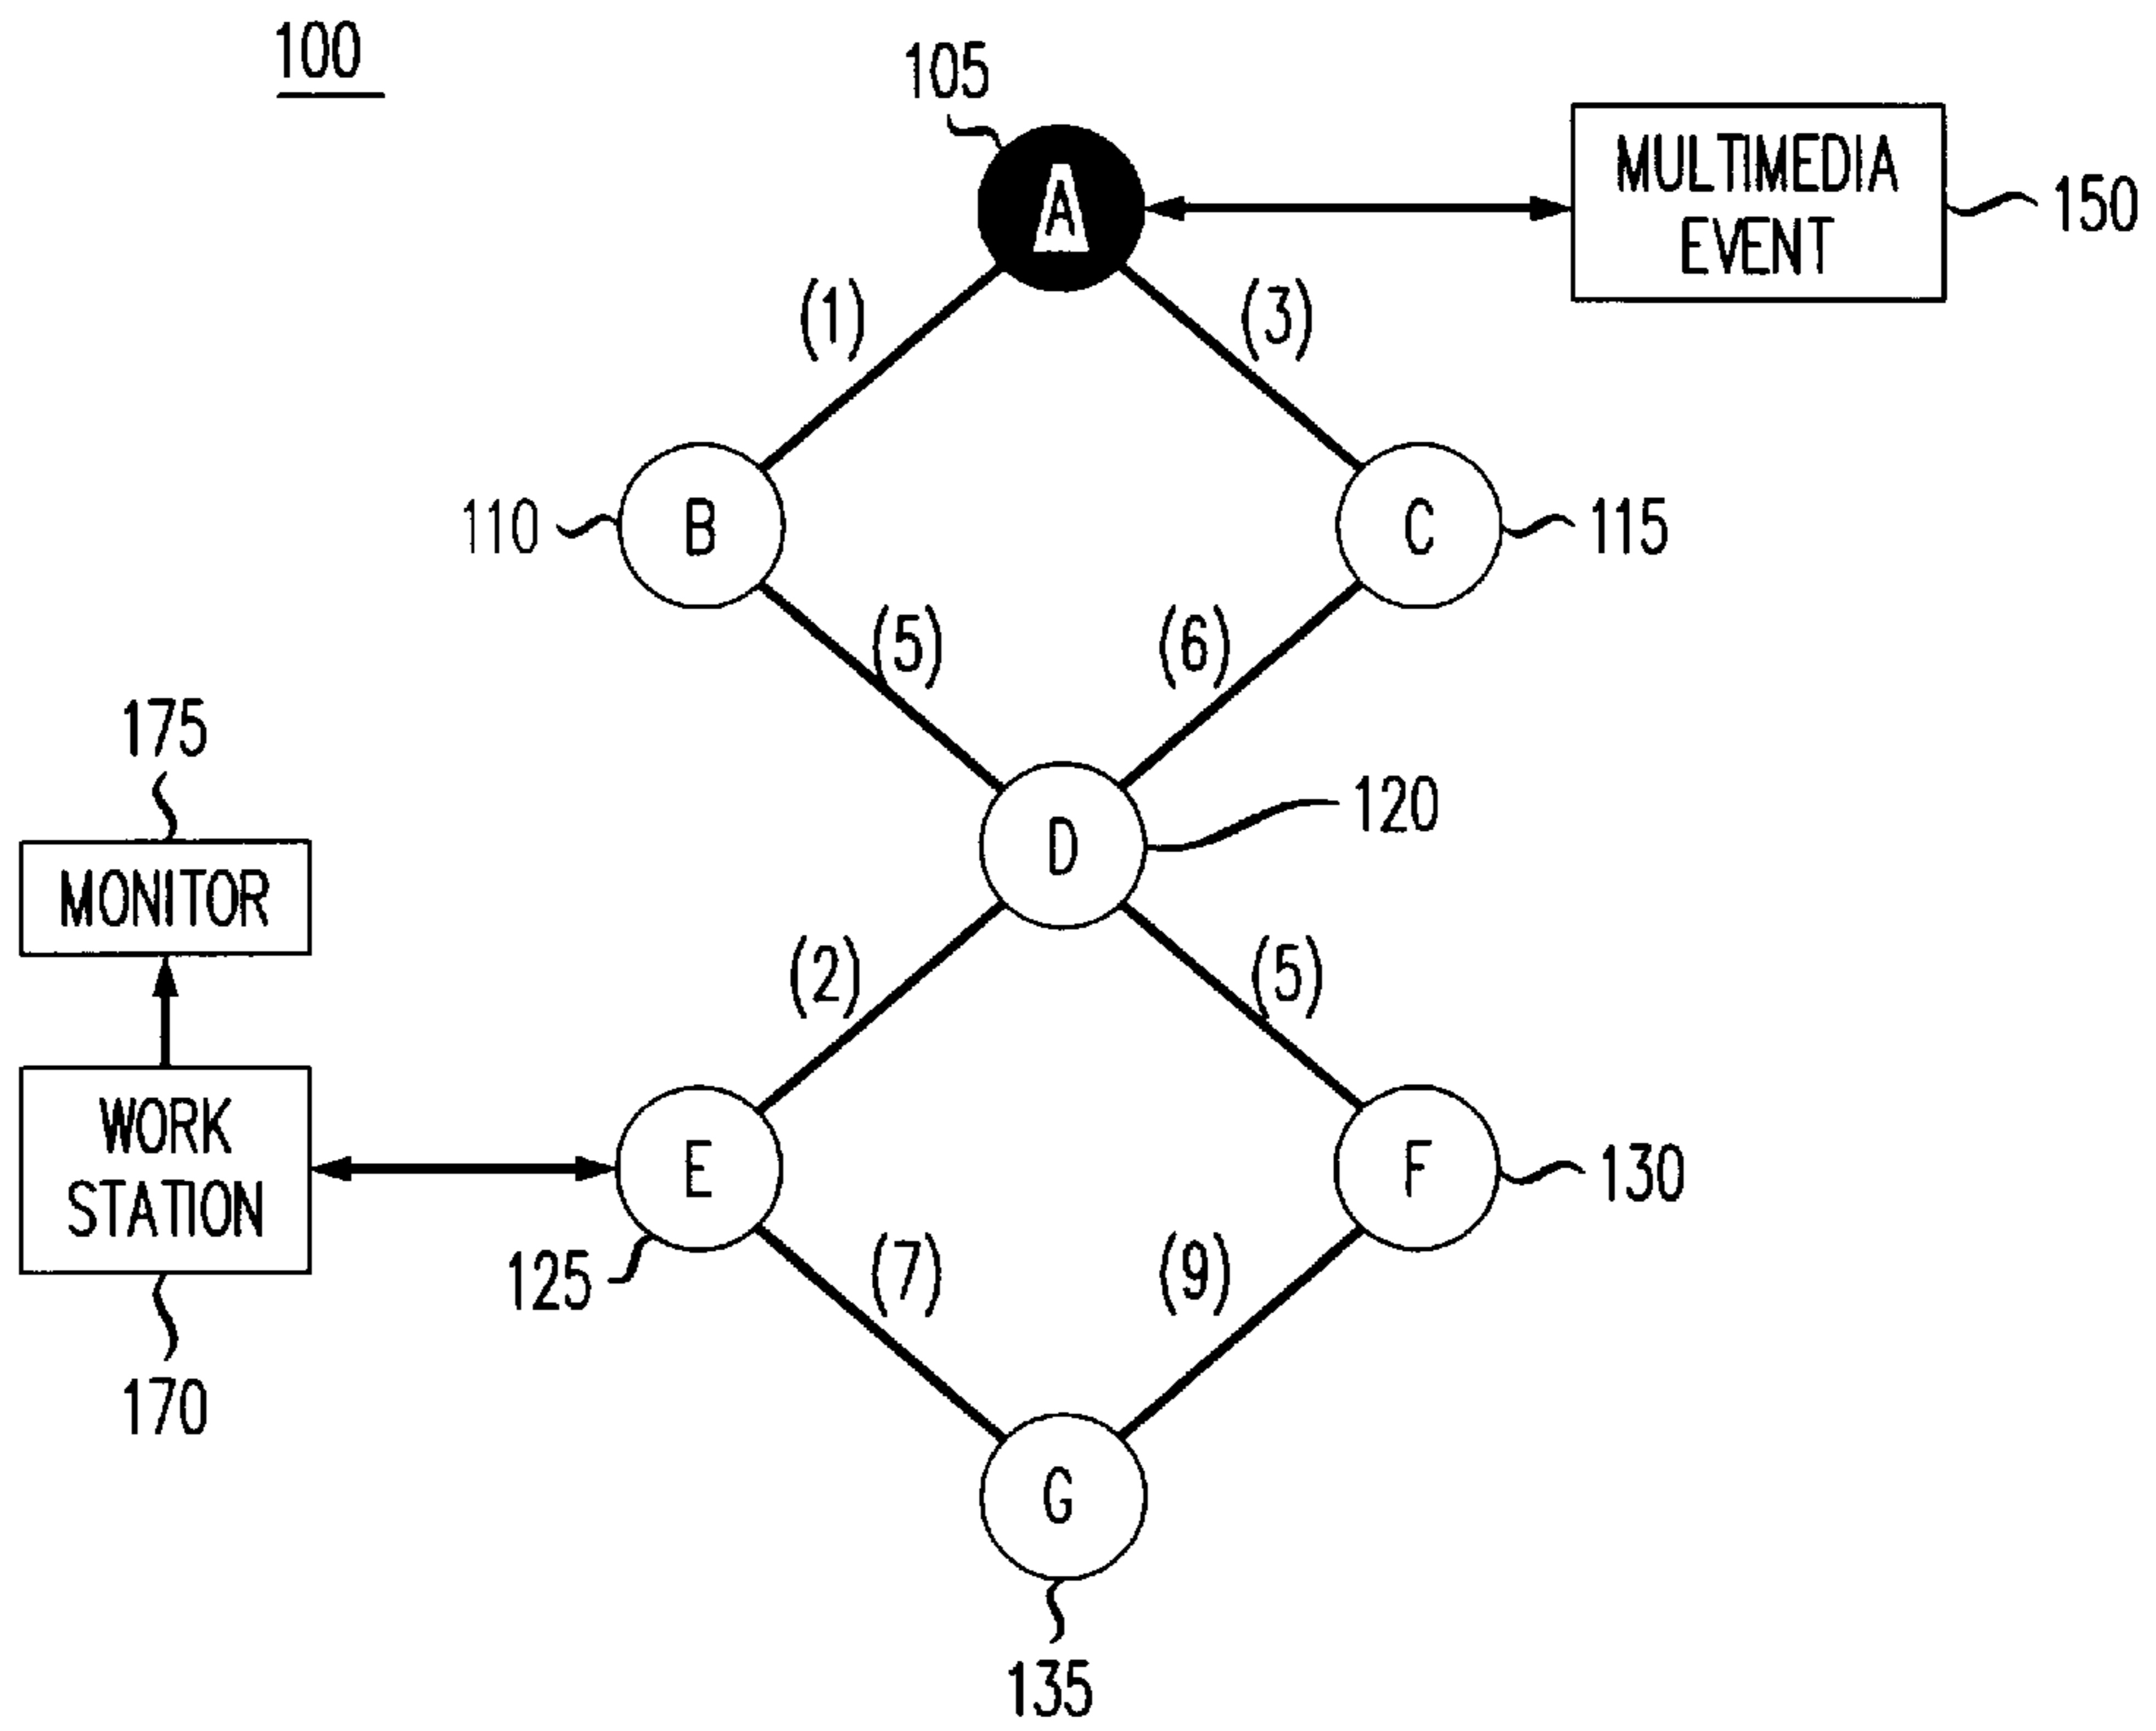 100
105
A
MULTIMEDIA
EVENT
150
(1)
(3)
110
B
C
115
(5)
(6)
175
120
MONITOR
D
(2)
(5)
WORK
STATION
E
F
130
125
(7)
(9)
170
G
135